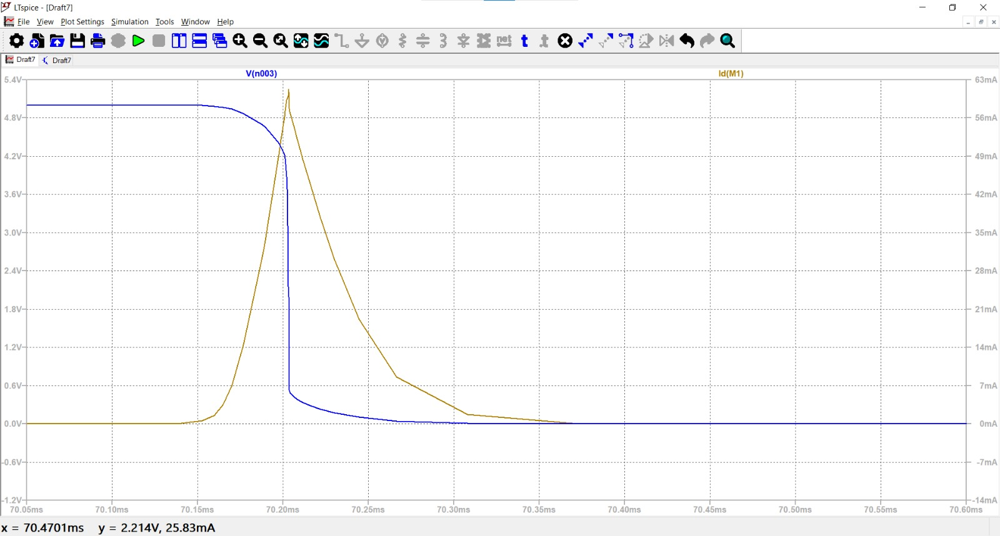 LTspice - [Draft7]
File View Plot Settings Simulation Tools Window Help
net t t
Draft7 Draft7
V(n003) Id(M1)
5.4V 63mA
4.8V 56mA
4.2V 49mA
3.6V 42mA
3.0V 35mA
2.4V 28mA
1.8V 21mA
1.2V 14mA
0.6V 7mA
0.0V 0mA
-0.6V -7mA
-1.2V -14mA
70.05ms 70.10ms 70.15ms 70.20ms 70.25ms 70.30ms 70.35ms 70.40ms 70.45ms 70.50ms 70.55ms 70.60ms
x = 70.4701ms y = 2.214V, 25.83mA